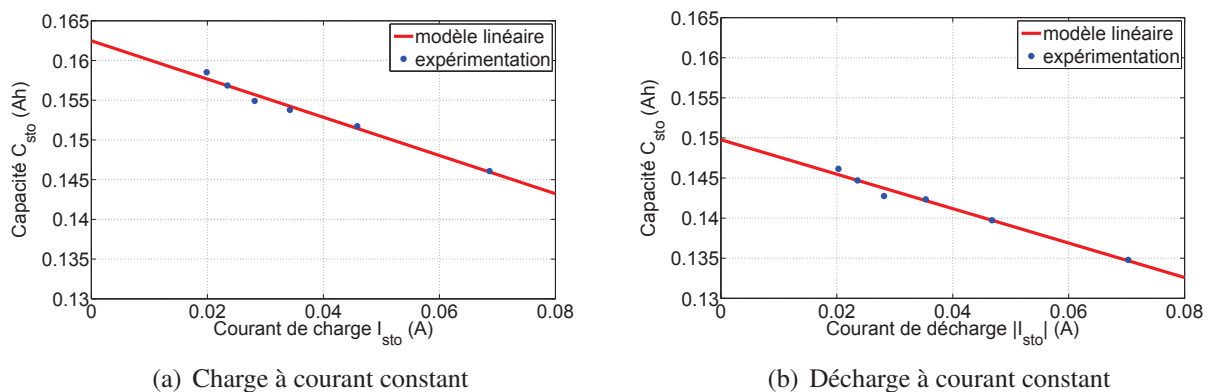 0.165
0.16
0.155
0.15
0.145
0.14
0.135
0.13
Capacité C_sto (Ah)
modèle linéaire
expérimentation
0
0.02
0.04
0.06
0.08
Courant de charge I_sto (A)
(a) Charge à courant constant
0.165
0.16
0.155
0.15
0.145
0.14
0.135
0.13
Capacité C_sto (Ah)
modèle linéaire
expérimentation
0
0.02
0.04
0.06
0.08
Courant de décharge |I_sto| (A)
(b) Décharge à courant constant